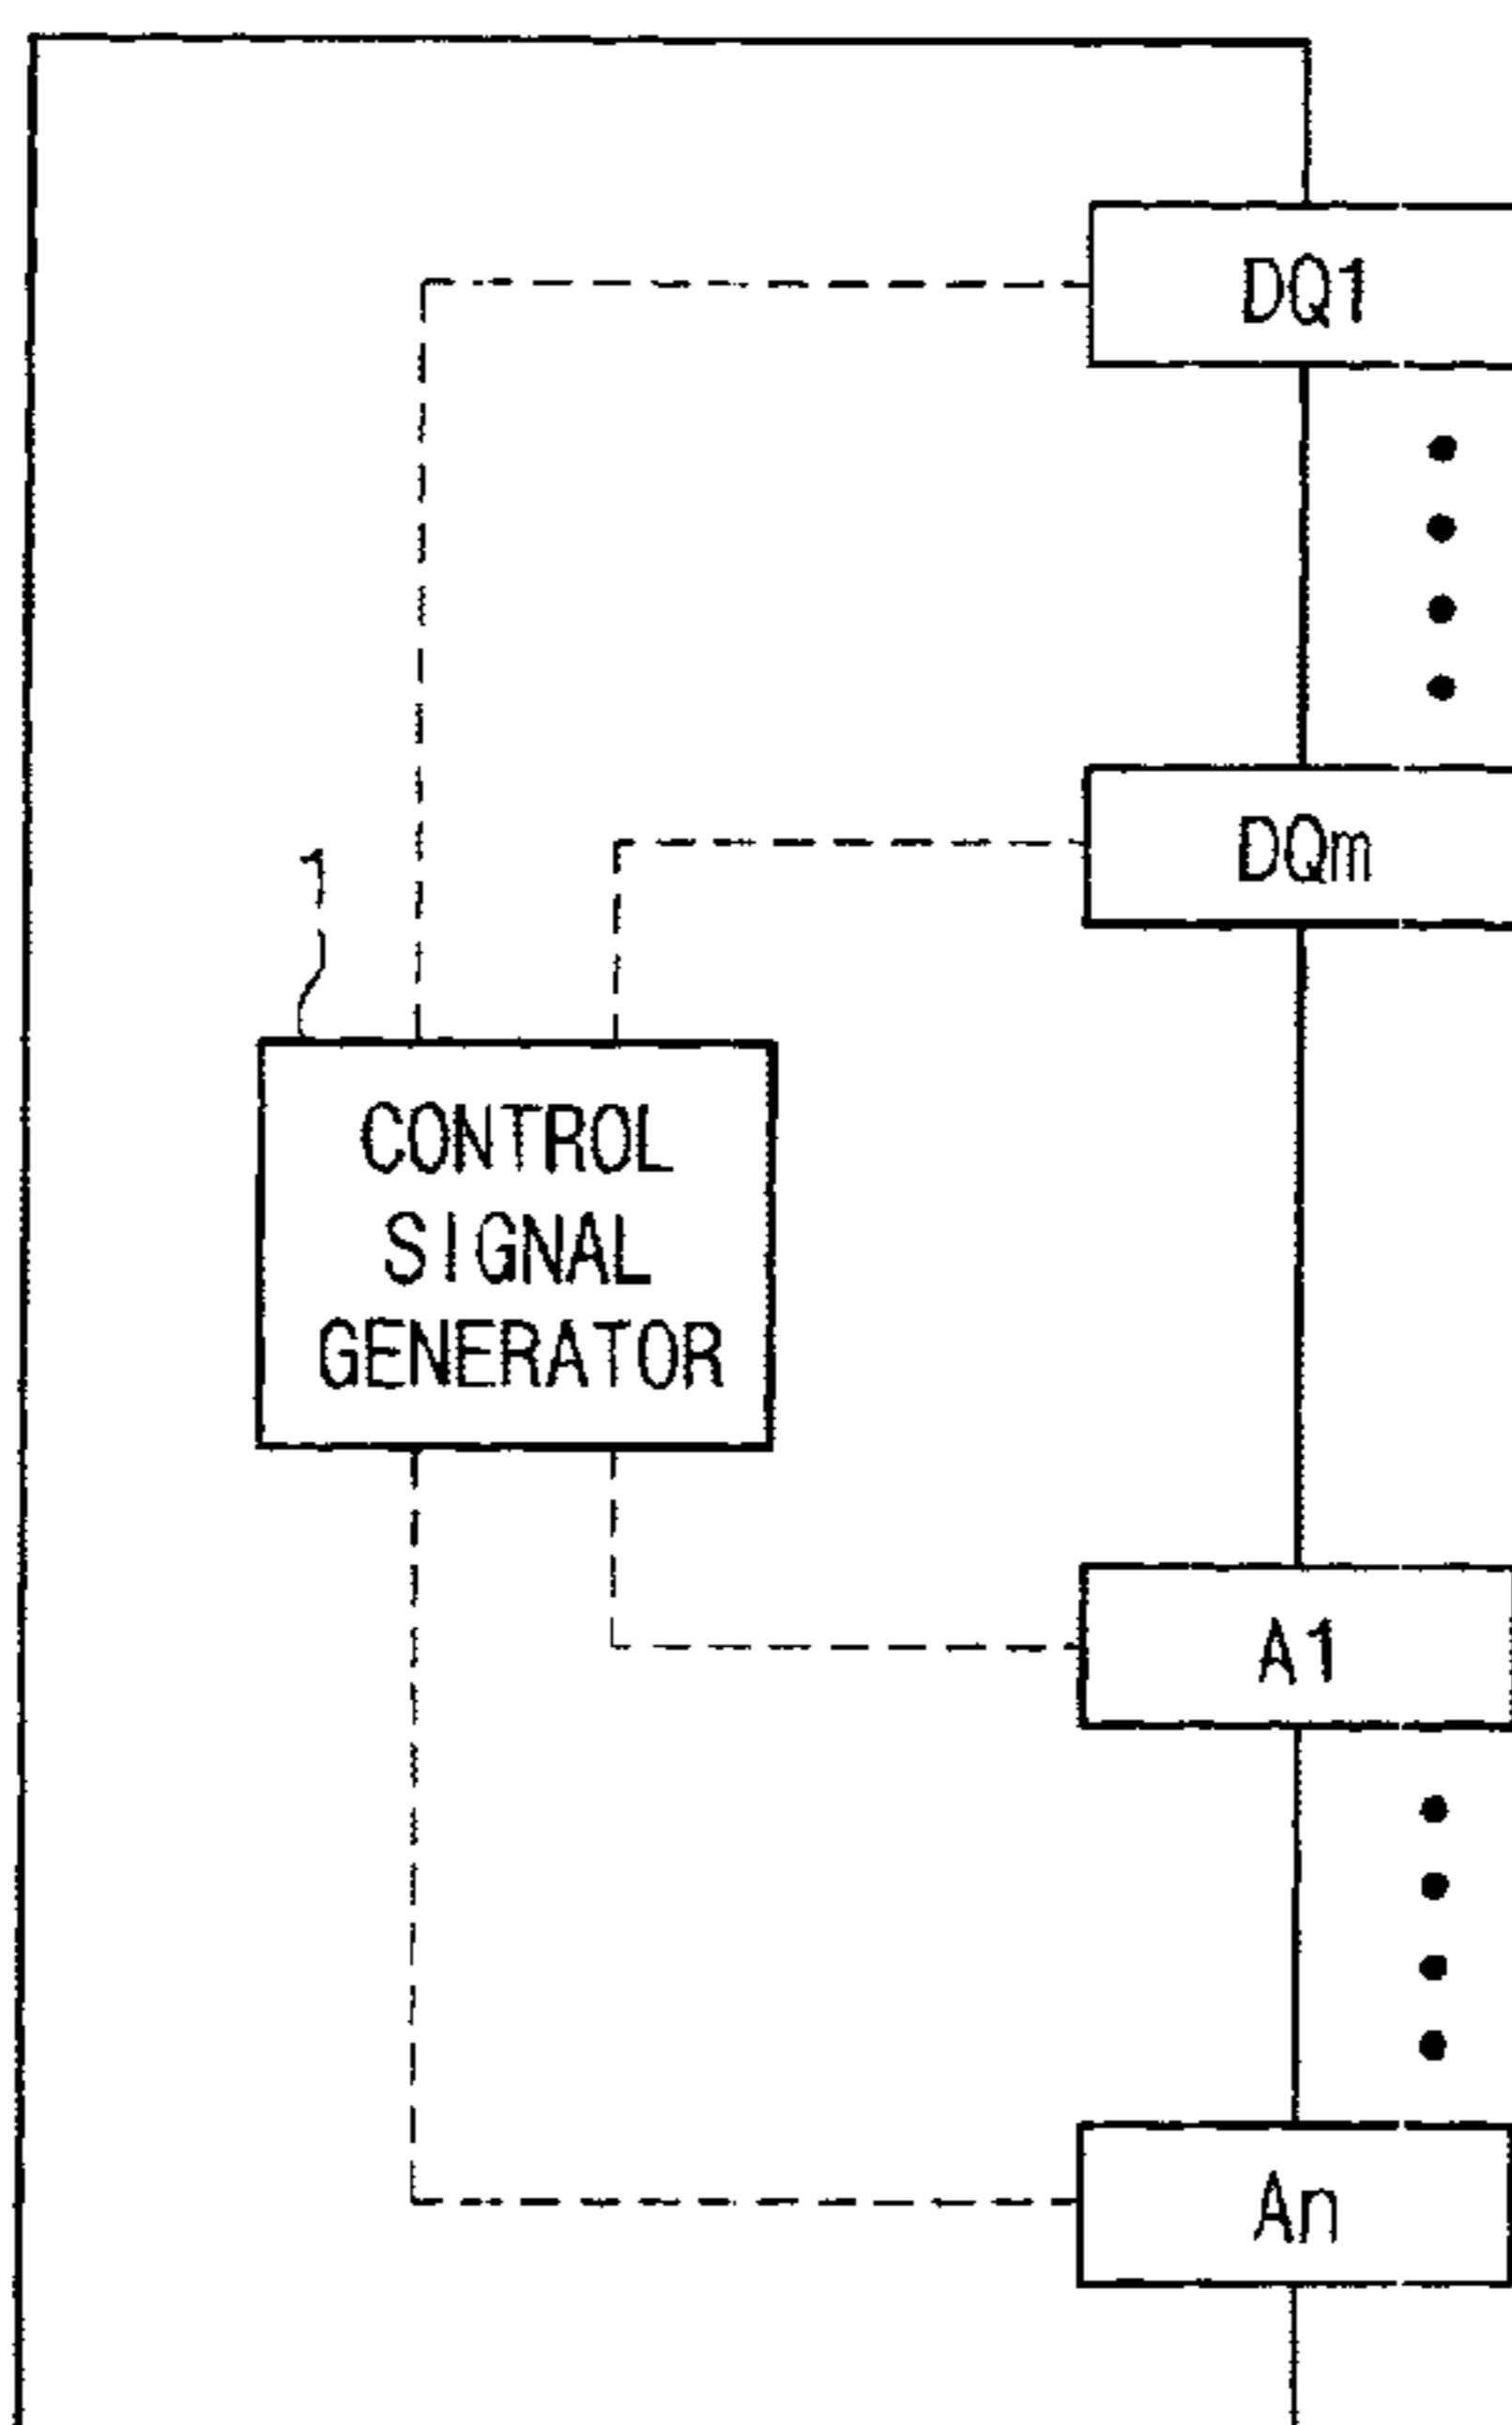 DQ1
DQm
1
CONTROL
SIGNAL
GENERATOR
A1
An